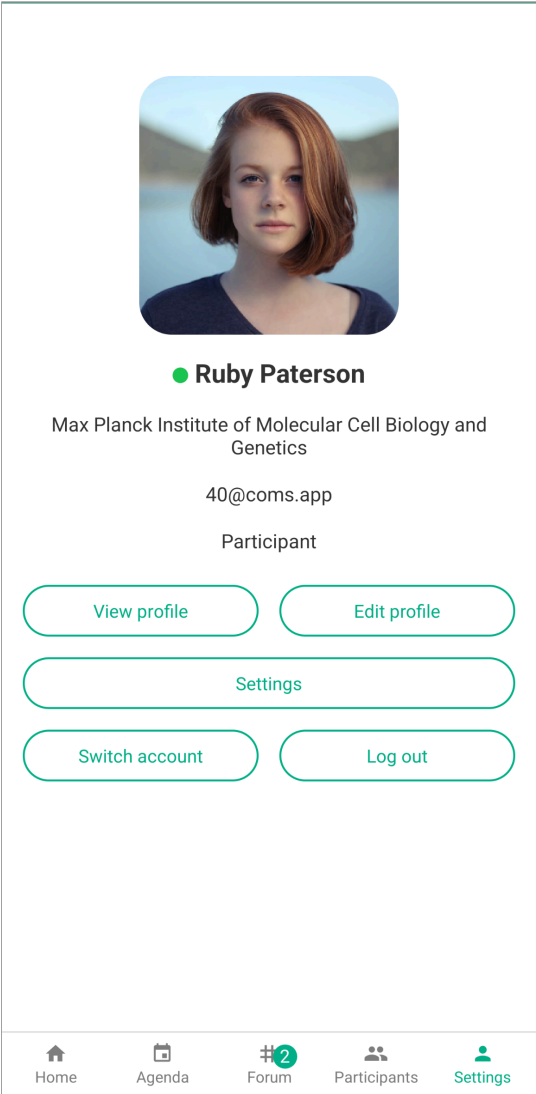 Ruby Paterson
Max Planck Institute of Molecular Cell Biology and
Genetics
40@coms.app
Participant
View profile
Edit profile
Settings
Switch account
Log out
2
Home
Agenda
Forum
Participants
Settings